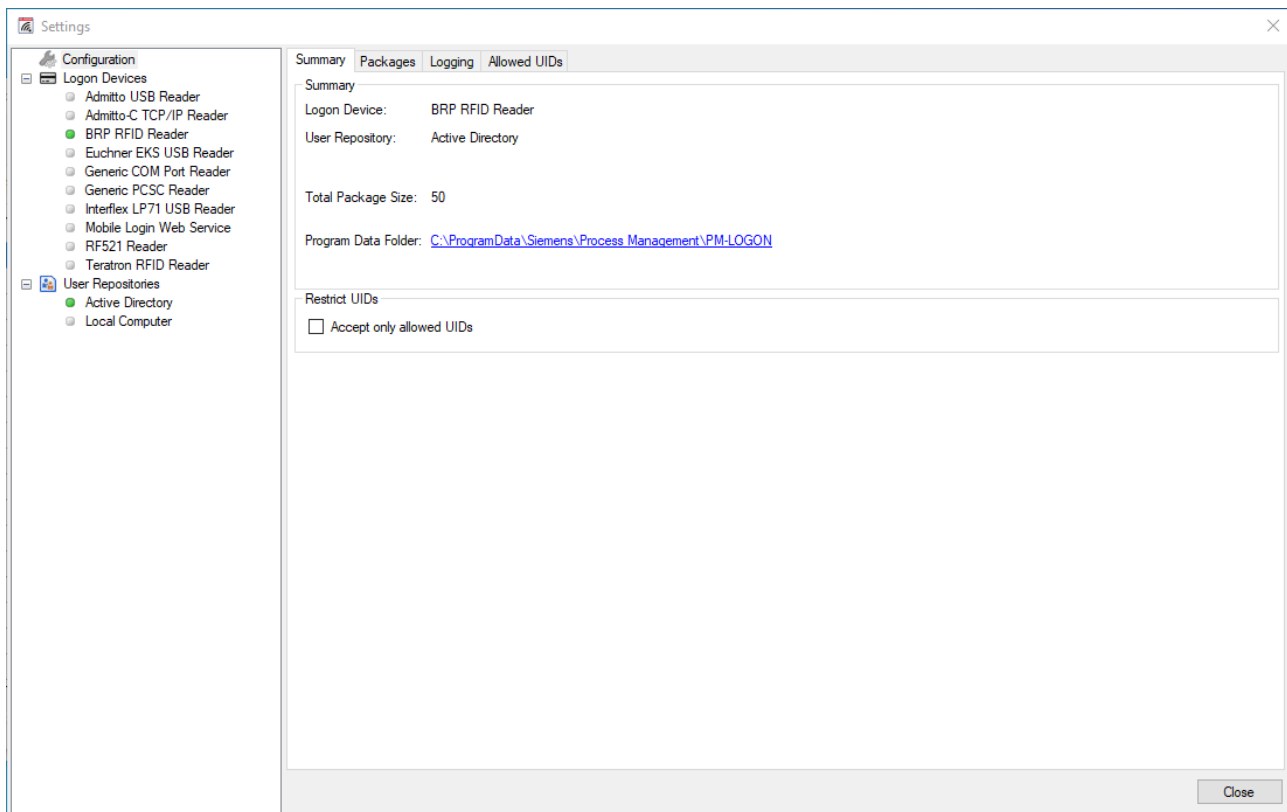 Settings
Configuration
Logon Devices
Admitto USB Reader
Admitto-C TCP/IP Reader
BRP RFID Reader
Euchner EKS USB Reader
Generic COM Port Reader
Generic PCSC Reader
Interflex LP71 USB Reader
Mobile Login Web Service
RF521 Reader
Teratron RFID Reader
User Repositories
Active Directory
Local Computer
Summary Packages Logging Allowed UIDs
Summary
Logon Device: BRP RFID Reader
User Repository: Active Directory
Total Package Size: 50
Program Data Folder: C:\ProgramData\Siemens\Process Management\PM-LOGON
Restrict UIDs
Accept only allowed UIDs
Close